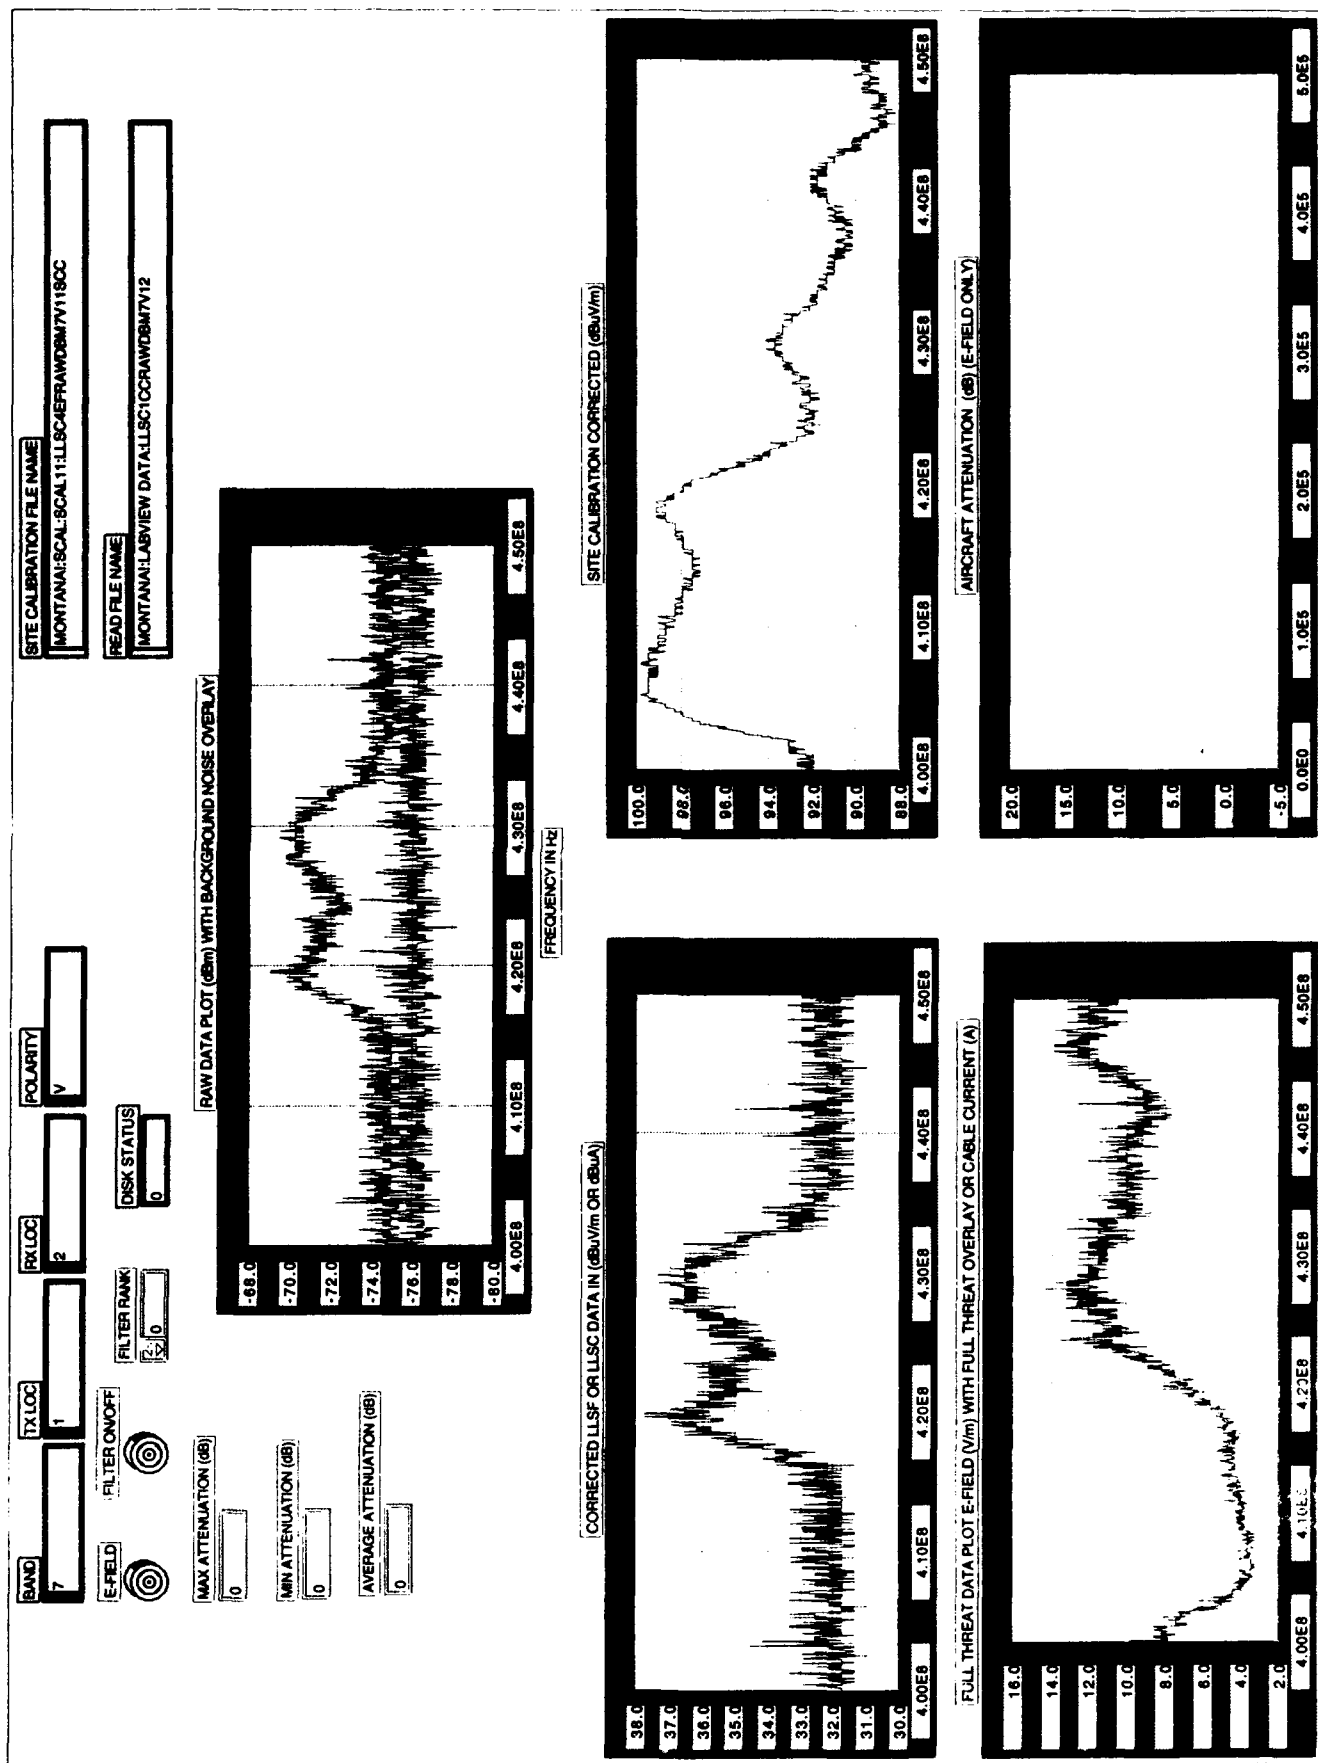 BAND
7
TX LOC
1
RX LOC
2
POLARITY
V
SITE CALIBRATION FILE NAME
MONTANAI:SCAL:SCAL11:LLSC4EFRAWDBM7V11SCC
E-FIELD
FILTER ON/OFF
FILTER RANK
0
DISK STATUS
0
READ FILE NAME
MONTANAI:LABVIEW DATA:LLSC1CCRAWDBM7V12
MAX ATTENUATION (dB)
0
MIN ATTENUATION (dB)
0
AVERAGE ATTENUATION (dB)
0
RAW DATA PLOT (dBm) WITH BACKGROUND NOISE OVERLAY
-68.0
-70.0
-72.0
-74.0
-76.0
-78.0
-80.0
4.00E8 4.10E8 4.20E8 4.30E8 4.40E8 4.50E8
FREQUENCY IN Hz
CORRECTED LLSF OR LLSC DATA IN (dBuV/m OR dBuA)
38.0
37.0
36.0
35.0
34.0
33.0
32.0
31.0
30.0
4.00E8 4.10E8 4.20E8 4.30E8 4.40E8 4.50E8
SITE CALIBRATION CORRECTED (dBuV/m)
100.0
98.0
96.0
94.0
92.0
90.0
88.0
4.00E8 4.10E8 4.20E8 4.30E8 4.40E8 4.50E8
FULL THREAT DATA PLOT E-FIELD (V/m) WITH FULL THREAT OVERLAY OR CABLE CURRENT (A)
16.0
14.0
12.0
10.0
8.0
6.0
4.0
2.0
4.00E8 4.10E8 4.20E8 4.30E8 4.40E8 4.50E8
AIRCRAFT ATTENUATION (dB) (E-FIELD ONLY)
20.0
15.0
10.0
5.0
0.0
-5.0
0.0E0 1.0E5 2.0E5 3.0E5 4.0E5 5.0E5